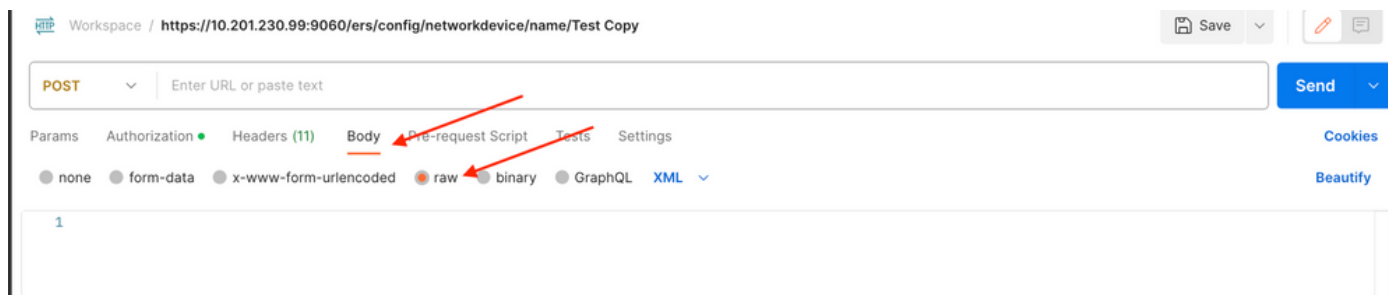 HTTP Workspace / https://10.201.230.99:9060/ers/config/networkdevice/name/Test Copy Save
POST Enter URL or paste text Send
Params Authorization Headers (11) Body Pre-request Script Tests Settings Cookies
none form-data x-www-form-urlencoded raw binary GraphQL XML Beautify
1